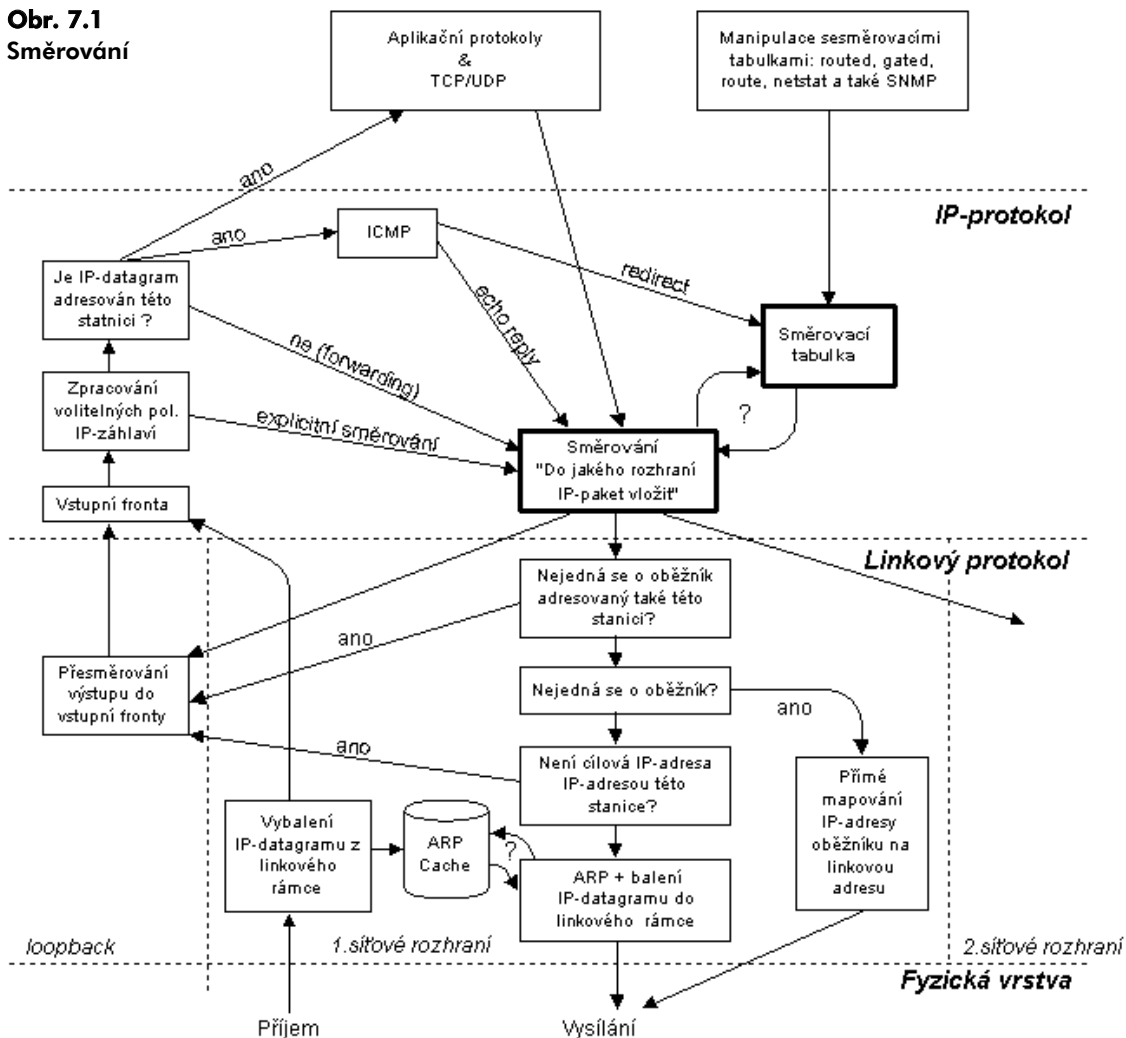 Obr. 7.1
Směrování
Aplikační protokoly
&
TCP/UDP
Manipulace sesměrovacími
tabulkami: routed, gated,
route, netstat a také SNMP
ano
IP-protokol
ano
ICMP
redirect
echo reply
Je IP-datagram
adresován této
statnici ?
ne (forwarding)
Směrovací
tabulka
?
Zpracování
volitelných pol.
IP-záhlaví
explicitní směrování
Směrování
"Do jakého rozhraní
IP-paket vložit"
Vstupní fronta
Linkový protokol
Nejedná se o oběžník
adresovaný také této
stanici?
ano
Přesměrování
výstupu do
vstupní fronty
Nejedná se o oběžník?
ano
ano
Není cílová IP-adresa
IP-adresou této
stanice?
Přímé
mapování
IP-adresy
oběžníku na
linkovou
adresu
Vybalení
IP-datagramu z
linkového
rámce
ARP
Cache
?
ARP + balení
IP-datagramu do
linkového rámce
loopback
1.síťové rozhraní
2.síťové rozhraní
Fyzická vrstva
Příjem
Vysílání